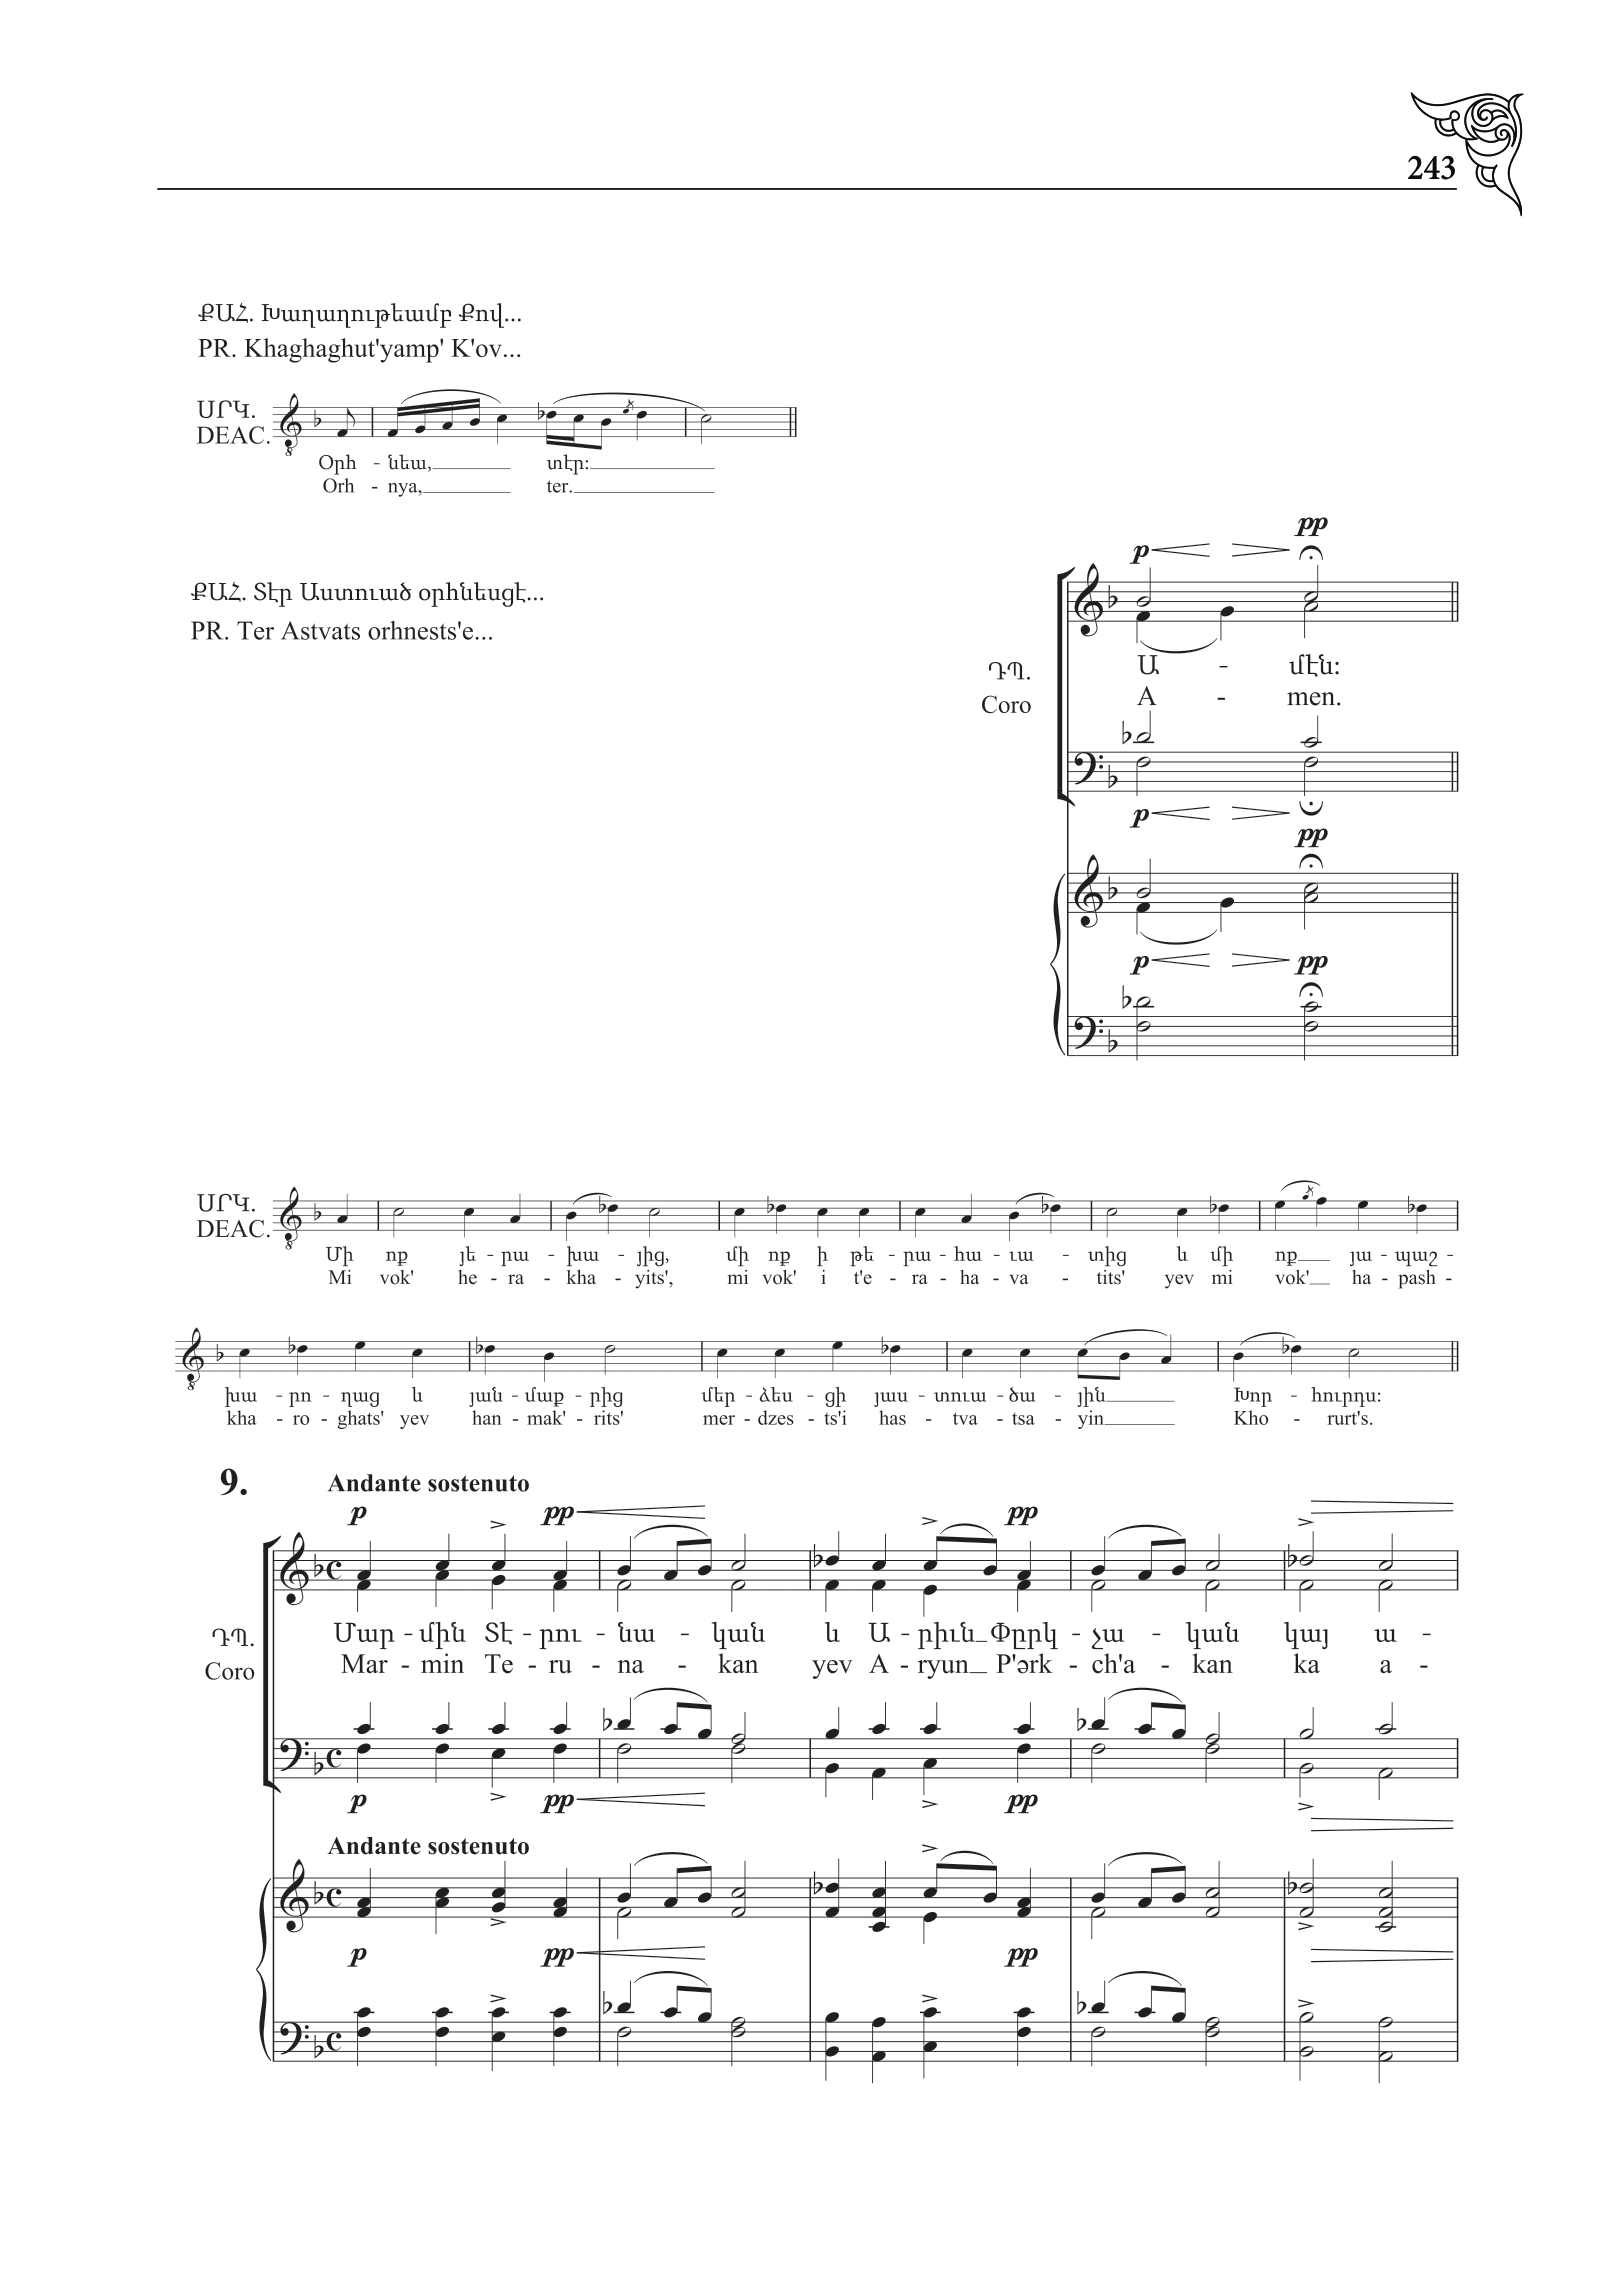 243
ՔԱՀ. Խաղաղութեամբ Քով...
PR. Khaghaghut'yamp' K'ov...
ՍՐԿ.
DEAC.
Օրհ - նեա, տէր:
Orh - nya, ter.
pp
p
ՔԱՀ. Տէր Աստուած օրհնեսցէ...
PR. Ter Astvats orhnests'e...
ԴՊ.
Coro
Ա - մէն:
A - men.
p
pp
p pp
ՍՐԿ.
DEAC.
Մի ոք յե - րա - խա - յից, մի ոք ի թե - րա - հա - ւա - տից և մի ոք յա - պաշ -
Mi vok' he - ra - kha - yits', mi vok' i t'e - ra - ha - va - tits' yev mi vok' ha - pash -
խա - րո - ղաց և յան - մաք - րից մեր - ձես - ցի յաս - տուա - ծա - յին Խոր - հուրդս:
kha - ro - ghats' yev han - mak' - rits' mer - dzes - ts'i has - tva - tsa - yin Kho - rurt's.
9. Andante sostenuto
p pp pp
ԴՊ.
Coro
Մար - մին Տէ - րու - նա - կան և Ա - րիւն Փըրկ - չա - կան կայ ա -
Mar - min Te - ru - na - kan yev A - ryun P'ərk - ch'a - kan ka a -
p pp pp
Andante sostenuto
p pp pp